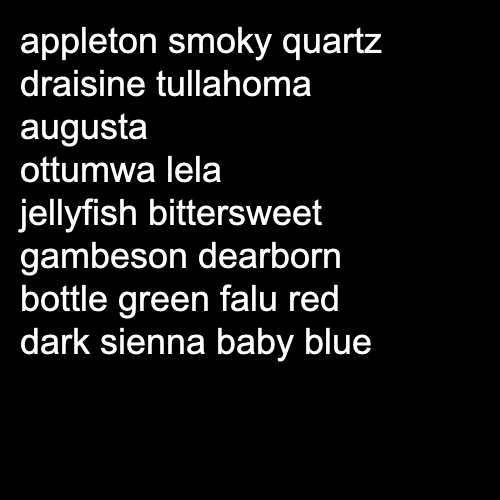 appleton smoky quartz
draisine tullahoma
augusta
ottumwa lela
jellyfish bittersweet
gambeson dearborn
bottle green falu red
dark sienna baby blue